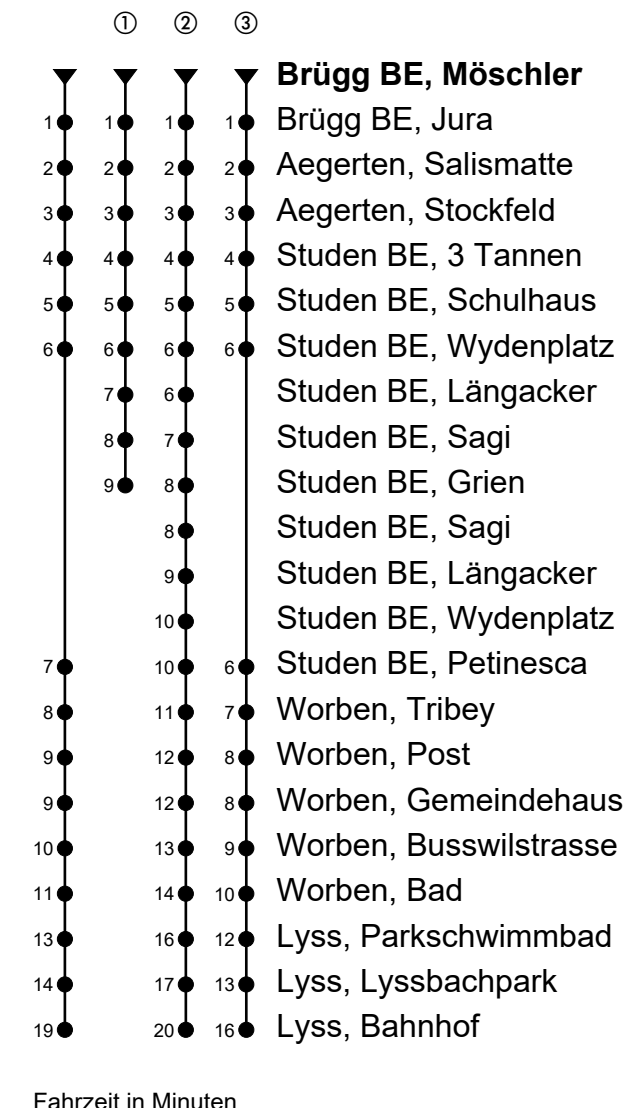 ① ② ③
Brügg BE, Möschler
1 1 1 1 Brügg BE, Jura
2 2 2 2 Aegerten, Salismatte
3 3 3 3 Aegerten, Stockfeld
4 4 4 4 Studen BE, 3 Tannen
5 5 5 5 Studen BE, Schulhaus
6 6 6 6 Studen BE, Wydenplatz
7 6 Studen BE, Längacker
8 7 Studen BE, Sagi
9 8 Studen BE, Grien
8 Studen BE, Sagi
9 Studen BE, Längacker
10 Studen BE, Wydenplatz
7 10 6 Studen BE, Petinesca
8 11 7 Worben, Tribey
9 12 8 Worben, Post
9 12 8 Worben, Gemeindehaus
10 13 9 Worben, Busswilstrasse
11 14 10 Worben, Bad
13 16 12 Lyss, Parkschwimmbad
14 17 13 Lyss, Lyssbachpark
19 20 16 Lyss, Bahnhof
Fahrzeit in Minuten